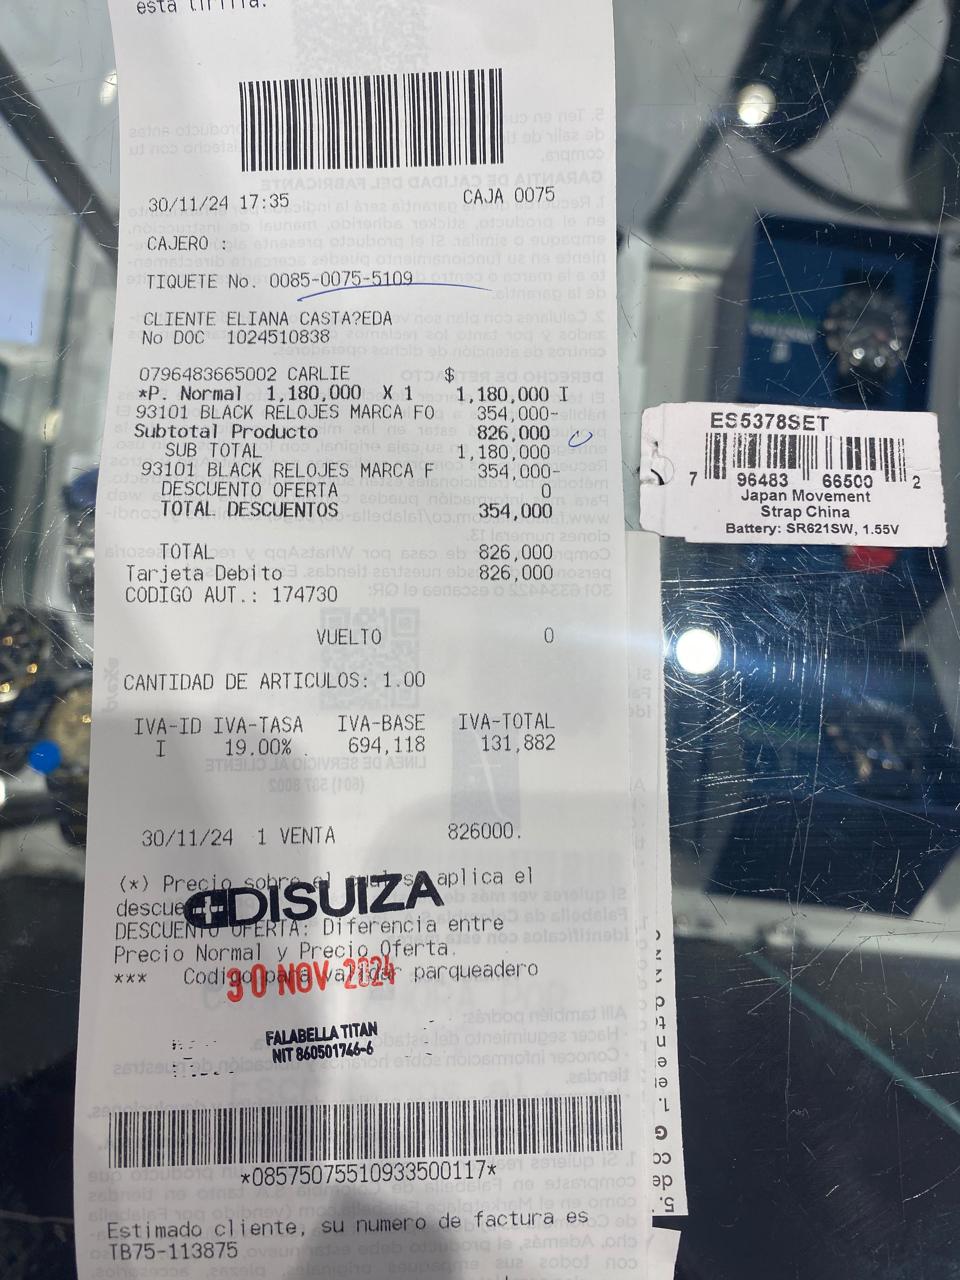 esta tirilla.
30/11/24 17:35 CAJA 0075
CAJERO :
TIQUETE No. 0085-0075-5109
CLIENTE ELIANA CASTA?EDA
No DOC 1024510838
0796483665002 CARLIE $
*P. Normal 1,180,000 X 1 1,180,000 I
93101 BLACK RELOJES MARCA FO 354,000-
Subtotal Producto 826,000
SUB TOTAL 1,180,000
93101 BLACK RELOJES MARCA F 354,000-
DESCUENTO OFERTA 0
TOTAL DESCUENTOS 354,000
TOTAL 826,000
Tarjeta Debito 826,000
CODIGO AUT.: 174730
VUELTO 0
CANTIDAD DE ARTICULOS: 1.00
IVA-ID IVA-TASA IVA-BASE IVA-TOTAL
I 19.00% 694,118 131,882
30/11/24 1 VENTA 826000.
(*) Precio sobre el cual se aplica el
descue
DISUIZA
DESCUENTO OFERTA: Diferencia entre
Precio Normal y Precio Oferta.
*** Codigo para validar parqueadero
30 NOV 2024
FALABELLA TITAN
NIT 860501746-6
*08575075510933500117*
Estimado cliente, su numero de factura es
TB75-113875
ES5378SET
7 96483 66500 2
Japan Movement
Strap China
Battery: SR621SW, 1.55V